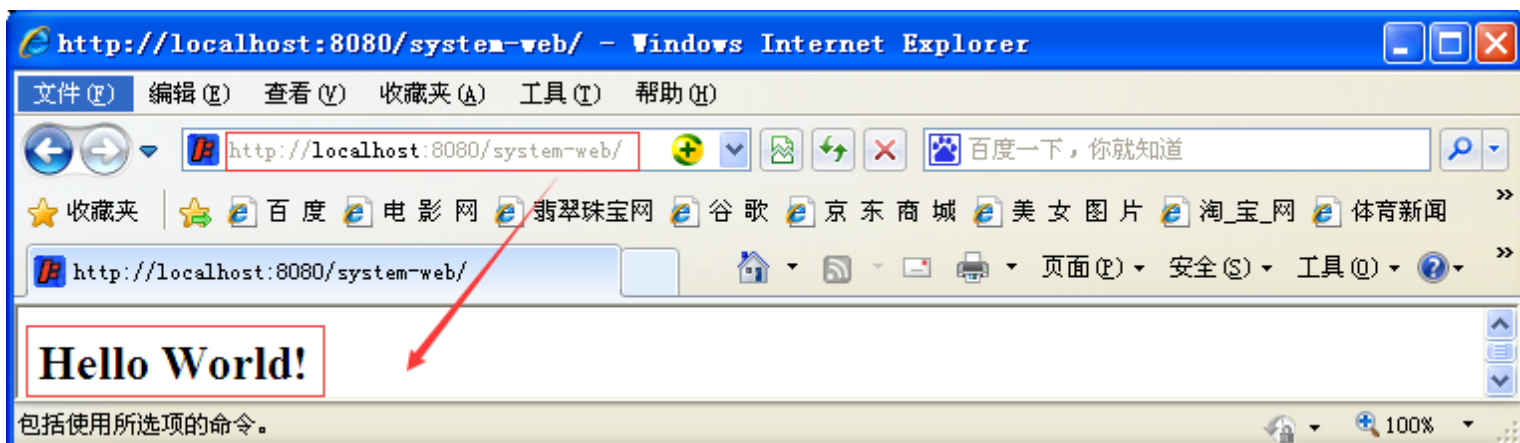 http://localhost:8080/system-web/ - Windows Internet Explorer
文件(F) 编辑(E) 查看(V) 收藏夹(A) 工具(T) 帮助(H)
http://localhost:8080/system-web/ 百度一下，你就知道
收藏夹 百 度 电 影 网 翡翠珠宝网 谷 歌 京 东 商 城 美 女 图 片 淘_宝_网 体育新闻 »
http://localhost:8080/system-web/ 页面(P) 安全(S) 工具(O) »
Hello World!
包括使用所选项的命令。 100%